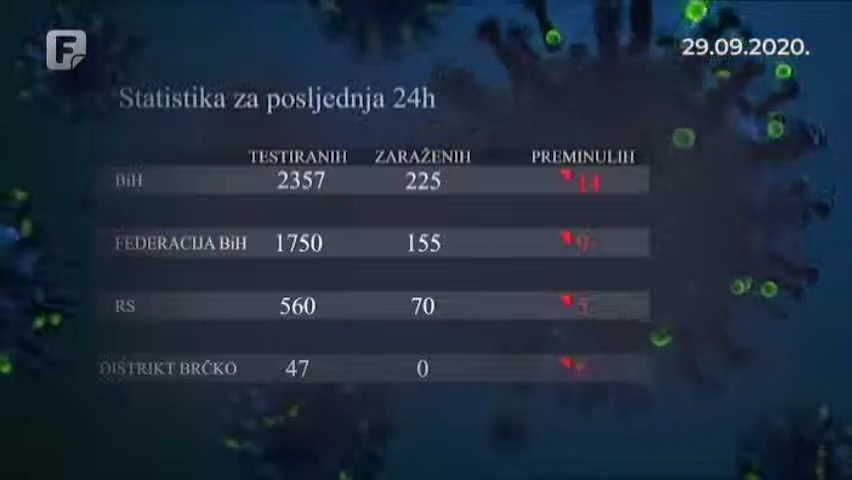 F
29.09.2020.
Statistika za posljednja 24h
TESTIRANIH ZARAŽENIH PREMINULIH
BiH 2357 225 14
FEDERACIJA BiH 1750 155 9
RS 560 70 5
DISTRIKT BRČKO 47 0